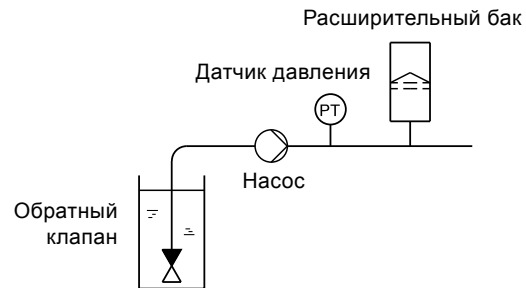 Расширительный бак
Датчик давления
PT
Насос
Обратный
клапан